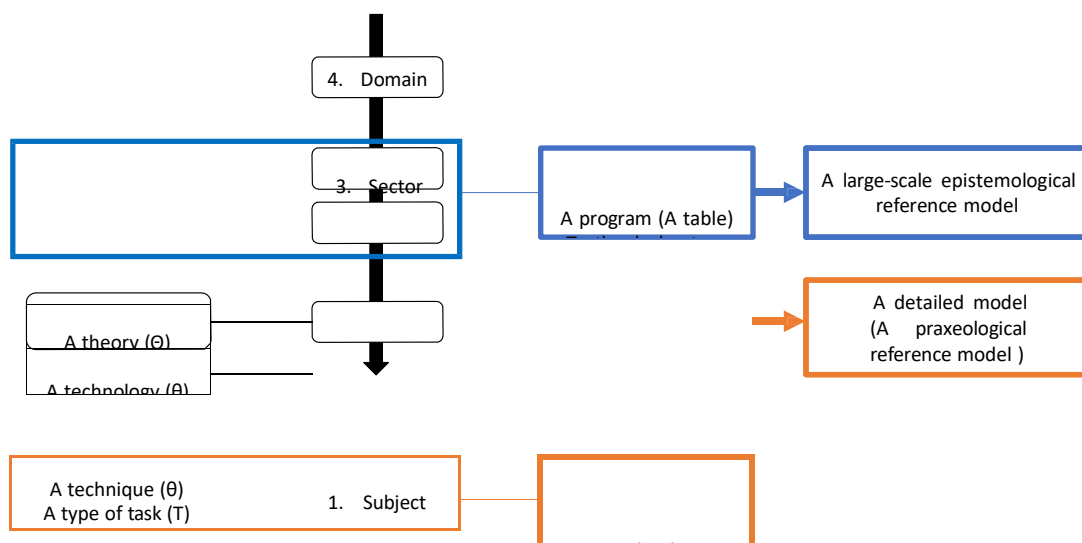 4. Domain
3. Sector
A program (A table)
A large-scale epistemological
reference model
A theory (Θ)
A technology (θ)
A detailed model
(A praxeological
reference model )
A technique (θ)
A type of task (T)
1. Subject